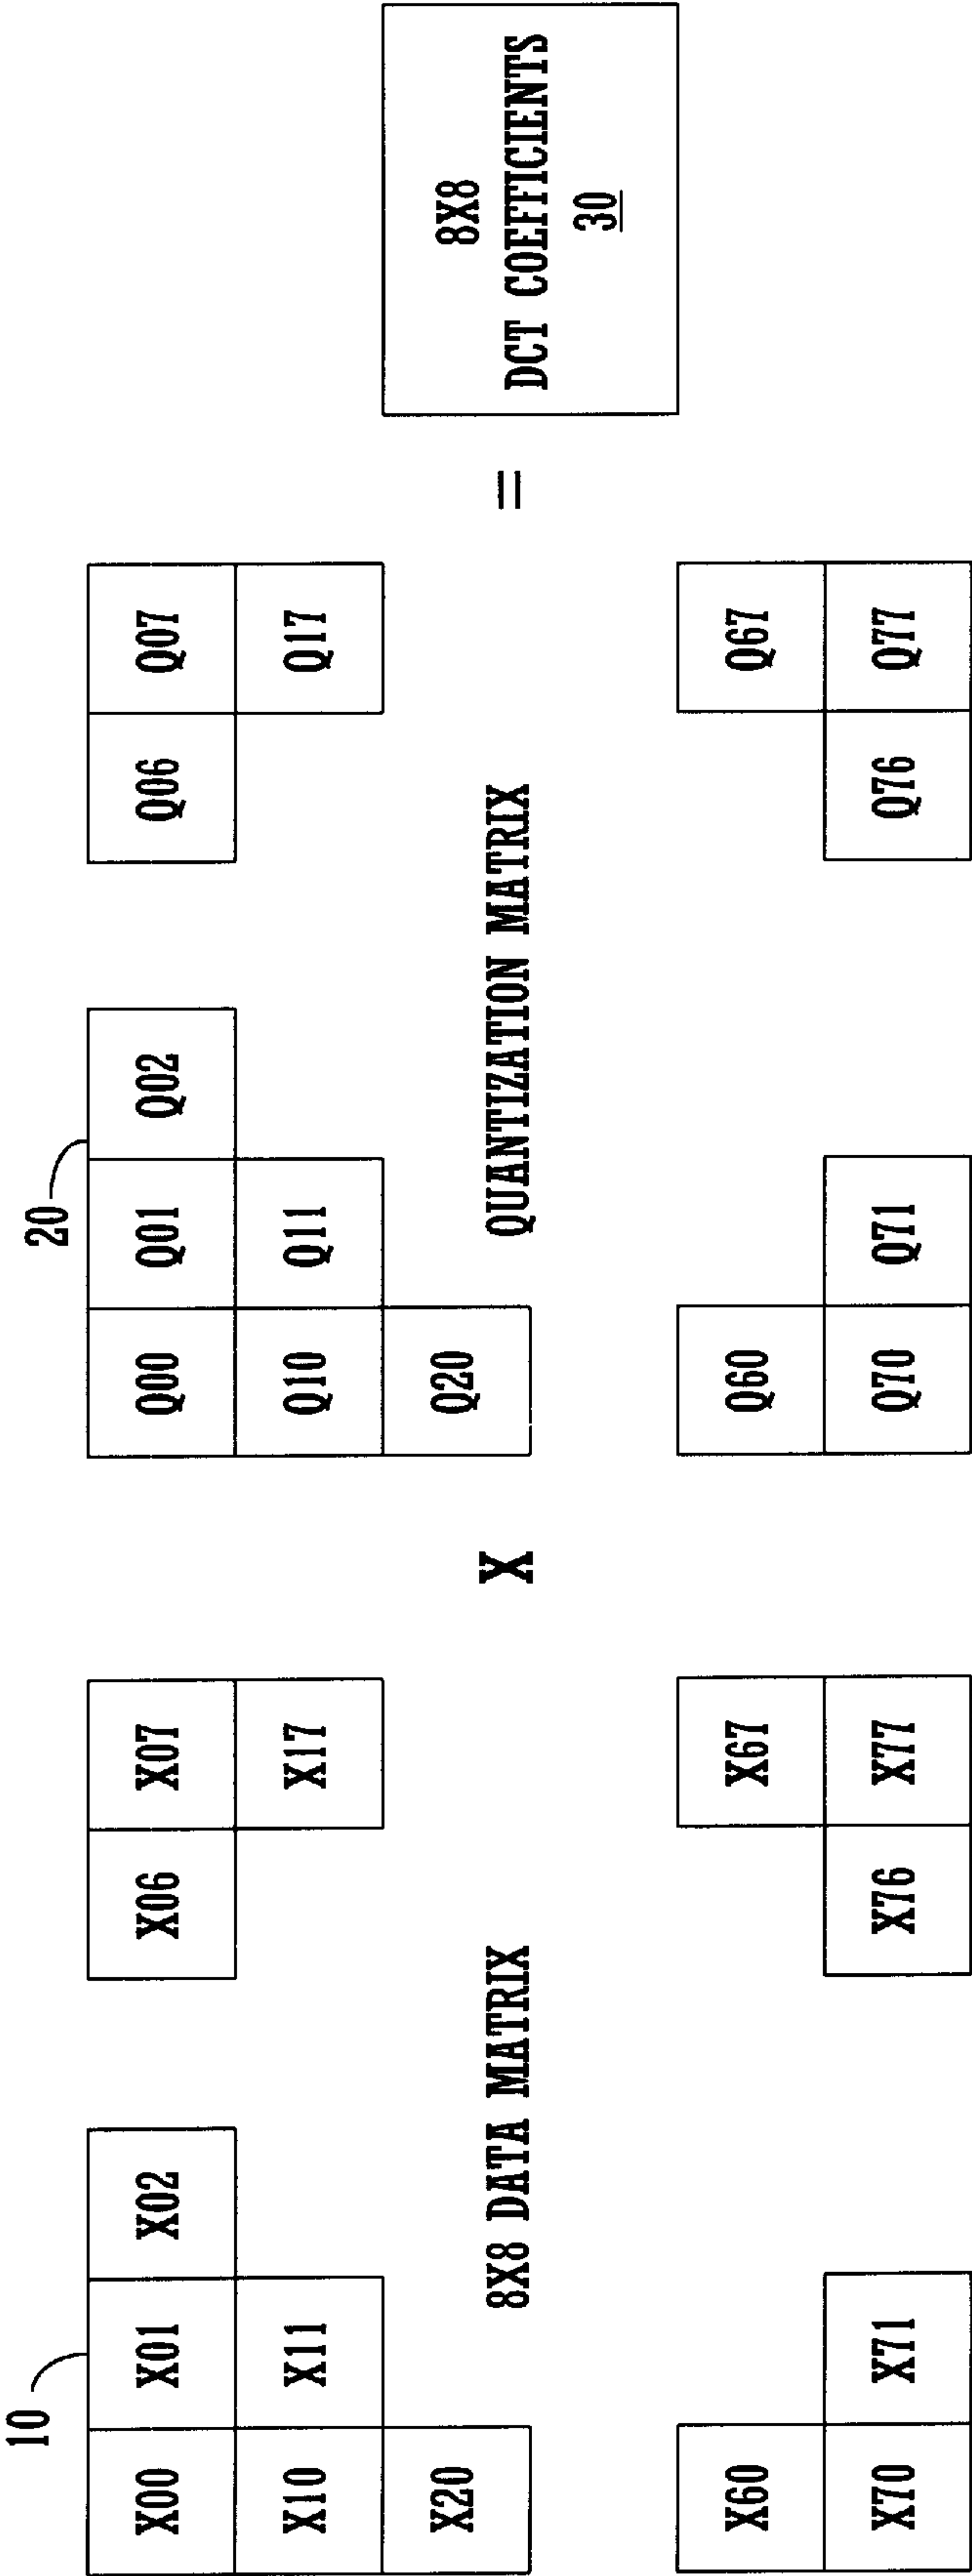 10
20
X00 X01 X02 X06 X07
X10 X11 X17
X20
8X8 DATA MATRIX
X60 X67
X70 X71 X76 X77
X
Q00 Q01 Q02 Q06 Q07
Q10 Q11 Q17
Q20
QUANTIZATION MATRIX
Q60 Q67
Q70 Q71 Q76 Q77
=
8X8
DCT COEFFICIENTS
30